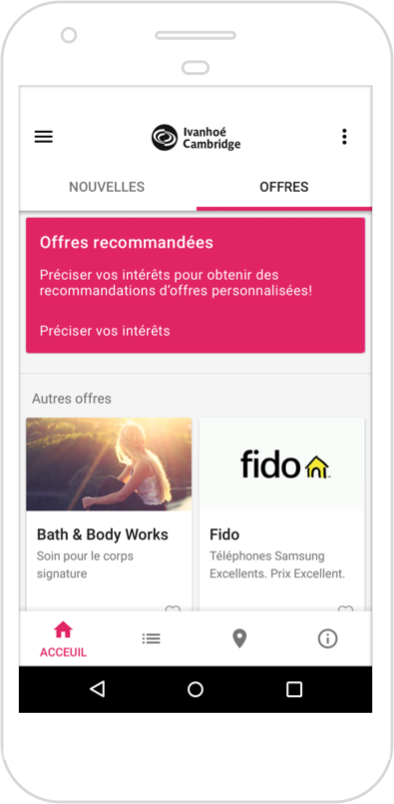 Ivanhoé
Cambridge
NOUVELLES
OFFRES
Offres recommandées
Préciser vos intérêts pour obtenir des
recommandations d'offres personnalisées!
Préciser vos intérêts
Autres offres
fido
Bath & Body Works
Soin pour le corps
signature
Fido
Téléphones Samsung
Excellents. Prix Excellent.
ACCEUIL